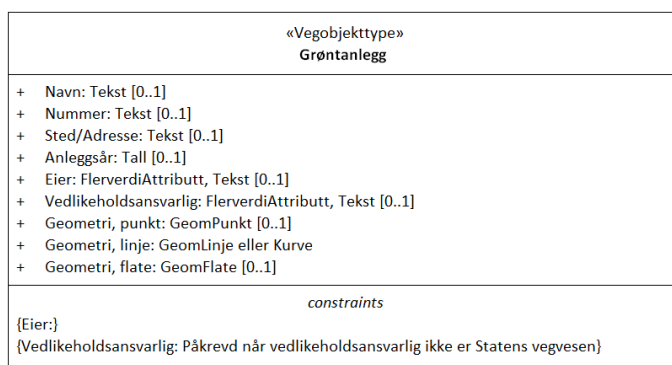 «Vegobjekttype»
Grøntanlegg
+ Navn: Tekst [0..1]
+ Nummer: Tekst [0..1]
+ Sted/Adresse: Tekst [0..1]
+ Anleggsår: Tall [0..1]
+ Eier: FlerverdiAttributt, Tekst [0..1]
+ Vedlikeholdsansvarlig: FlerverdiAttributt, Tekst [0..1]
+ Geometri, punkt: GeomPunkt [0..1]
+ Geometri, linje: GeomLinje eller Kurve
+ Geometri, flate: GeomFlate [0..1]
constraints
{Eier:}
{Vedlikeholdsansvarlig: Påkrevd når vedlikeholdsansvarlig ikke er Statens vegvesen}